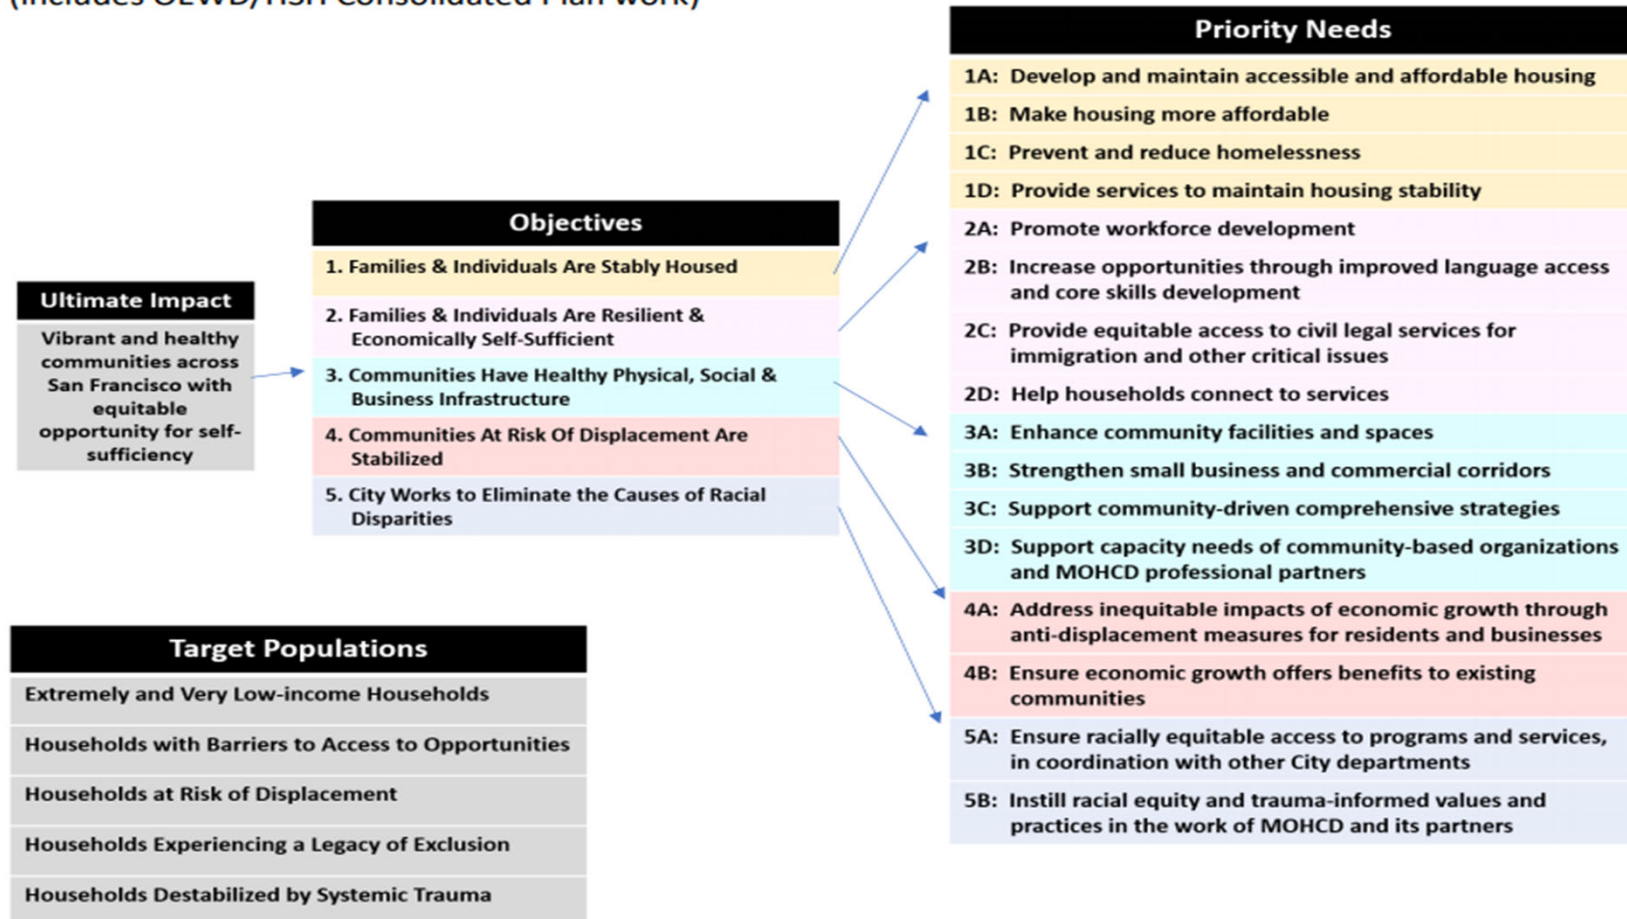 (includes OEWD/HSH Consolidated Plan work)
Ultimate Impact
Vibrant and healthy
communities across
San Francisco with
equitable
opportunity for self-
sufficiency
Objectives
1. Families & Individuals Are Stably Housed
2. Families & Individuals Are Resilient &
Economically Self-Sufficient
3. Communities Have Healthy Physical, Social &
Business Infrastructure
4. Communities At Risk Of Displacement Are
Stabilized
5. City Works to Eliminate the Causes of Racial
Disparities
Priority Needs
1A: Develop and maintain accessible and affordable housing
1B: Make housing more affordable
1C: Prevent and reduce homelessness
1D: Provide services to maintain housing stability
2A: Promote workforce development
2B: Increase opportunities through improved language access
and core skills development
2C: Provide equitable access to civil legal services for
immigration and other critical issues
2D: Help households connect to services
3A: Enhance community facilities and spaces
3B: Strengthen small business and commercial corridors
3C: Support community-driven comprehensive strategies
3D: Support capacity needs of community-based organizations
and MOHCD professional partners
4A: Address inequitable impacts of economic growth through
anti-displacement measures for residents and businesses
4B: Ensure economic growth offers benefits to existing
communities
5A: Ensure racially equitable access to programs and services,
in coordination with other City departments
5B: Instill racial equity and trauma-informed values and
practices in the work of MOHCD and its partners
Target Populations
Extremely and Very Low-income Households
Households with Barriers to Access to Opportunities
Households at Risk of Displacement
Households Experiencing a Legacy of Exclusion
Households Destabilized by Systemic Trauma